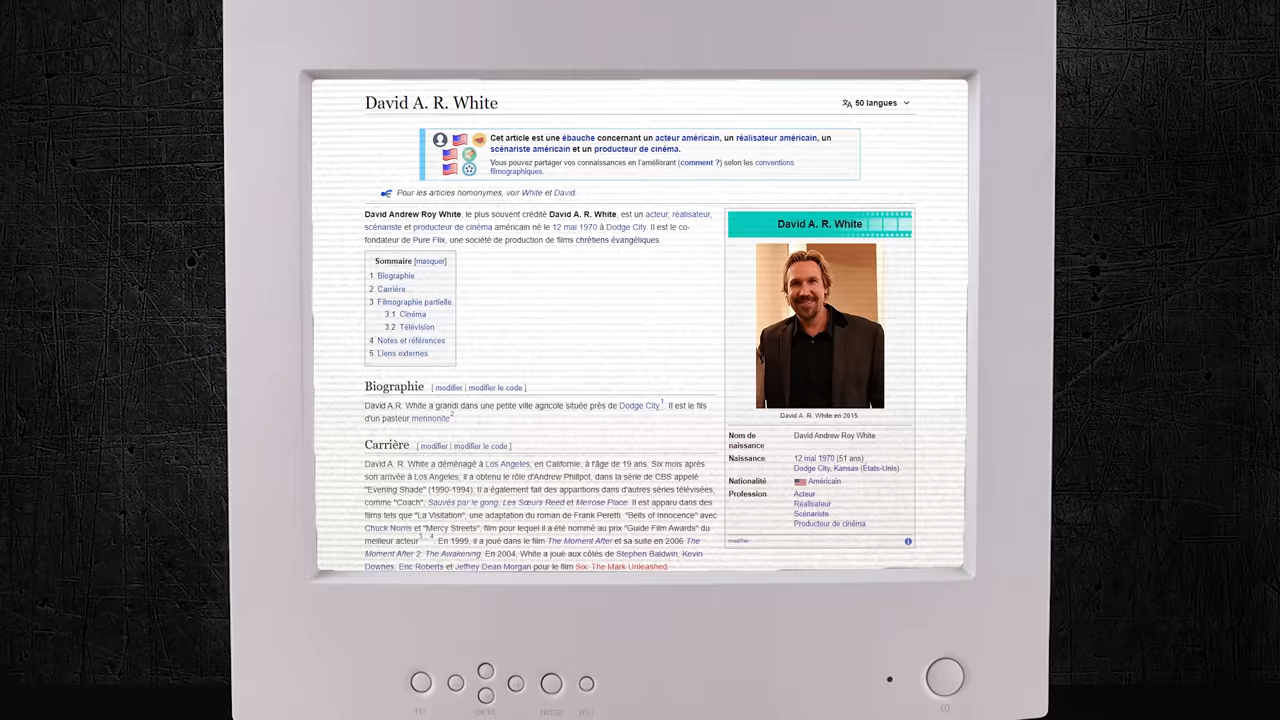 David A. R. White
50 langues
Cet article est une ébauche concernant un acteur américain, un réalisateur américain, un
scénariste américain et un producteur de cinéma.
Vous pouvez partager vos connaissances en l'améliorant (comment ?) selon les conventions
filmographiques.
Pour les articles homonymes, voir White et David.
David Andrew Roy White, le plus souvent crédité David A. R. White, est un acteur, réalisateur,
scénariste et producteur de cinéma américain né le 12 mai 1970 à Dodge City. Il est le co-
fondateur de Pure Flix, une société de production de films chrétiens évangéliques.
Sommaire [masquer]
1 Biographie
2 Carrière
3 Filmographie partielle
3.1 Cinéma
3.2 Télévision
4 Notes et références
5 Liens externes
Biographie [ modifier | modifier le code ]
David A.R. White a grandi dans une petite ville agricole située près de Dodge City1. Il est le fils
d'un pasteur mennonite2.
Carrière [ modifier | modifier le code ]
David A. R. White a déménagé à Los Angeles, en Californie, à l'âge de 19 ans. Six mois après
son arrivée à Los Angeles, il a obtenu le rôle d'Andrew Phillpot, dans la série de CBS appelé
"Evening Shade" (1990-1994). Il a également fait des apparitions dans d'autres séries télévisées,
comme "Coach", Sauvés par le gong, Les Sœurs Reed et Melrose Place. Il est apparu dans des
films tels que "La Visitation", une adaptation du roman de Frank Peretti. "Bells of Innocence" avec
Chuck Norris et "Mercy Streets", film pour lequel il a été nommé au prix "Guide Film Awards" du
meilleur acteur3, 4. En 1999, il a joué dans le film The Moment After et sa suite en 2006 The
Moment After 2: The Awakening. En 2004, White a joué aux côtés de Stephen Baldwin, Kevin
Downes, Eric Roberts et Jeffrey Dean Morgan pour le film Six: The Mark Unleashed.
David A. R. White
David A. R. White en 2015.
Nom de
naissance
David Andrew Roy White
Naissance
12 mai 1970 (51 ans)
Dodge City, Kansas (États-Unis)
Nationalité
Américain
Profession
Acteur
Réalisateur
Scénariste
Producteur de cinéma
modifier
EXIT
CONTROL